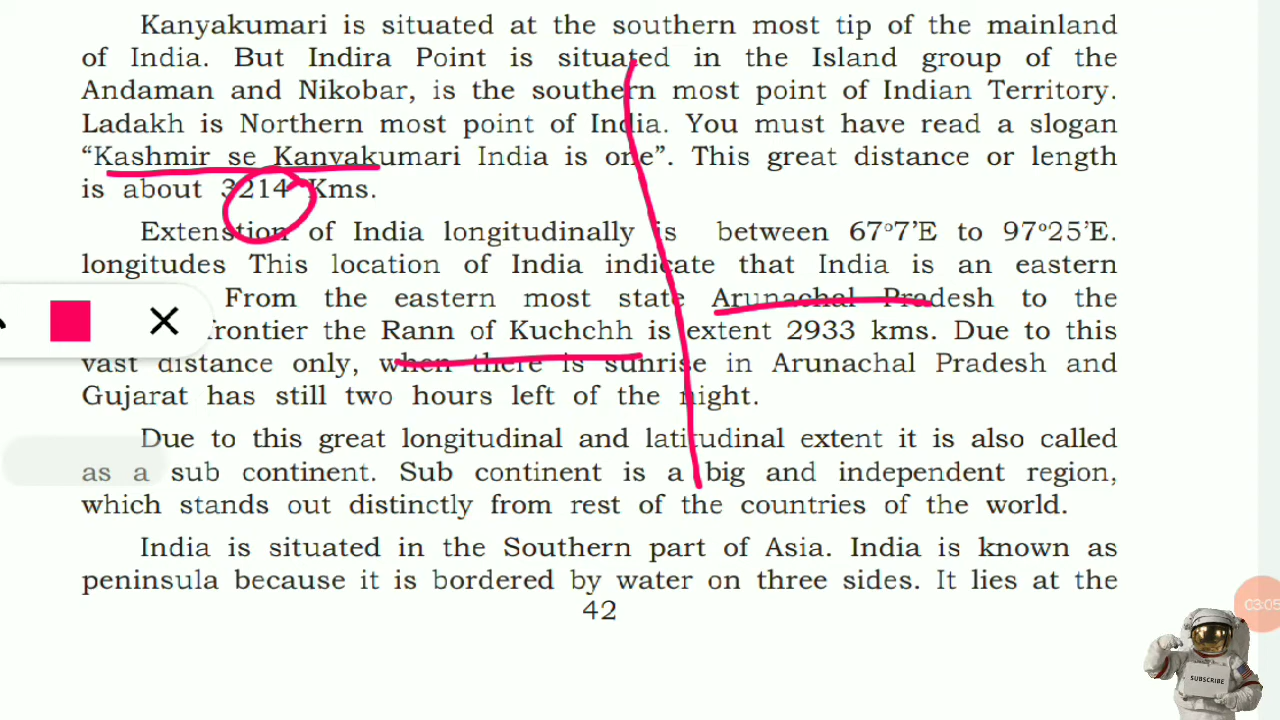 Kanyakumari is situated at the southern most tip of the mainland
of India. But Indira Point is situated in the Island group of the
Andaman and Nikobar, is the southern most point of Indian Territory.
Ladakh is Northern most point of India. You must have read a slogan
“Kashmir se Kanyakumari India is one”. This great distance or length
is about 3214 Kms.
Extenstion of India longitudinally is between 67°7’E to 97°25’E.
longitudes This location of India indicate that India is an eastern
From the eastern most state Arunachal Pradesh to the
frontier the Rann of Kuchchh is extent 2933 kms. Due to this
vast distance only, when there is sunrise in Arunachal Pradesh and
Gujarat has still two hours left of the night.
Due to this great longitudinal and latitudinal extent it is also called
as a sub continent. Sub continent is a big and independent region,
which stands out distinctly from rest of the countries of the world.
India is situated in the Southern part of Asia. India is known as
peninsula because it is bordered by water on three sides. It lies at the
42
03:05
SUBSCRIBE